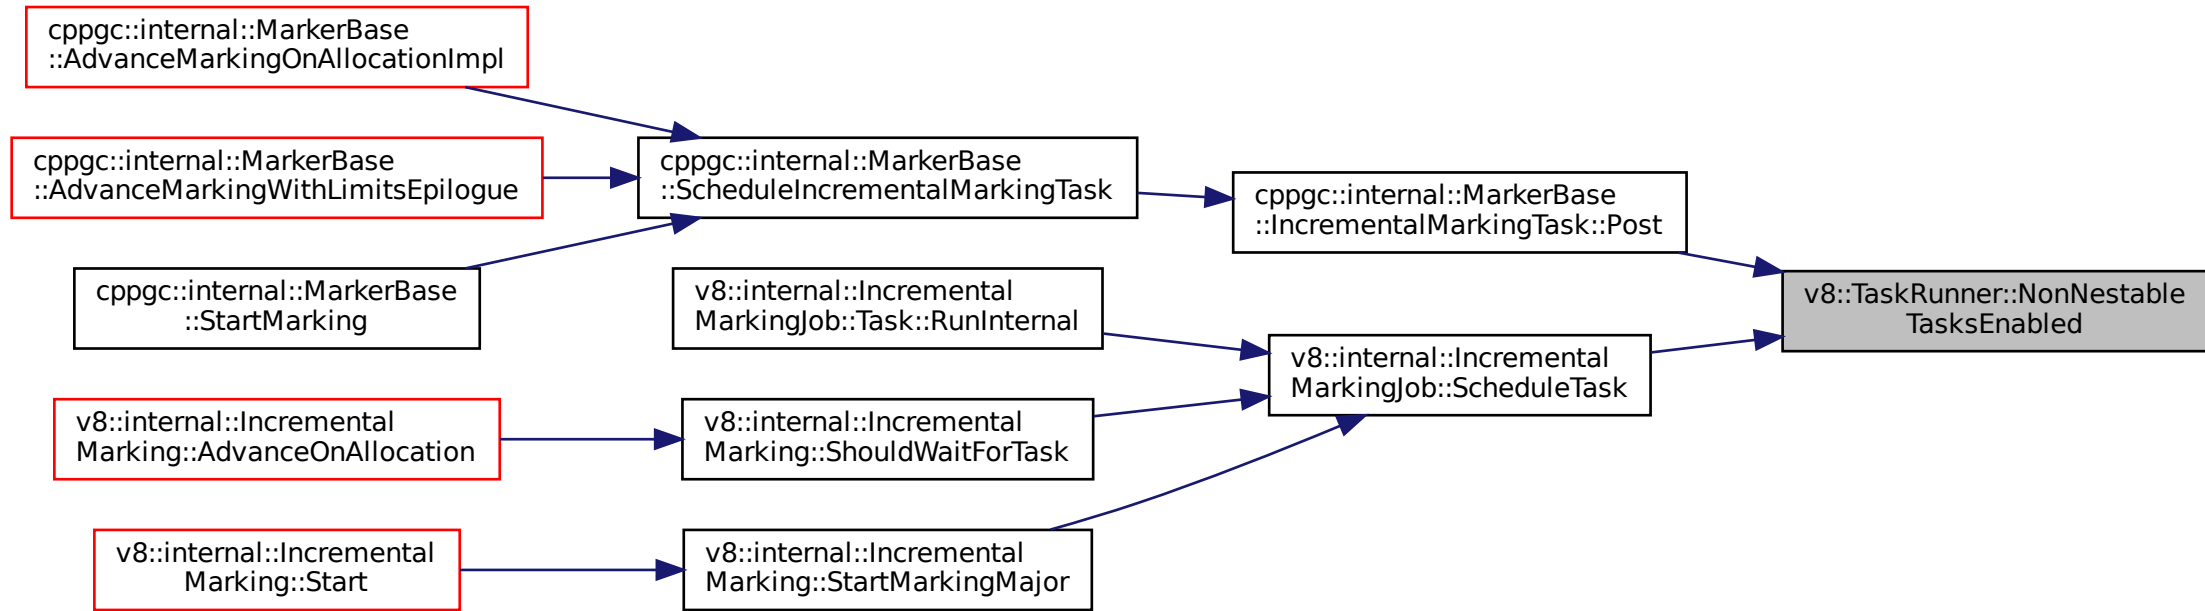 cppgc::internal::MarkerBase
::AdvanceMarkingOnAllocationImpl
cppgc::internal::MarkerBase
::AdvanceMarkingWithLimitsEpilogue
cppgc::internal::MarkerBase
::StartMarking
cppgc::internal::MarkerBase
::ScheduleIncrementalMarkingTask
cppgc::internal::MarkerBase
::IncrementalMarkingTask::Post
v8::TaskRunner::NonNestable
TasksEnabled
v8::internal::Incremental
MarkingJob::Task::RunInternal
v8::internal::Incremental
MarkingJob::ScheduleTask
v8::internal::Incremental
Marking::AdvanceOnAllocation
v8::internal::Incremental
Marking::ShouldWaitForTask
v8::internal::Incremental
Marking::Start
v8::internal::Incremental
Marking::StartMarkingMajor